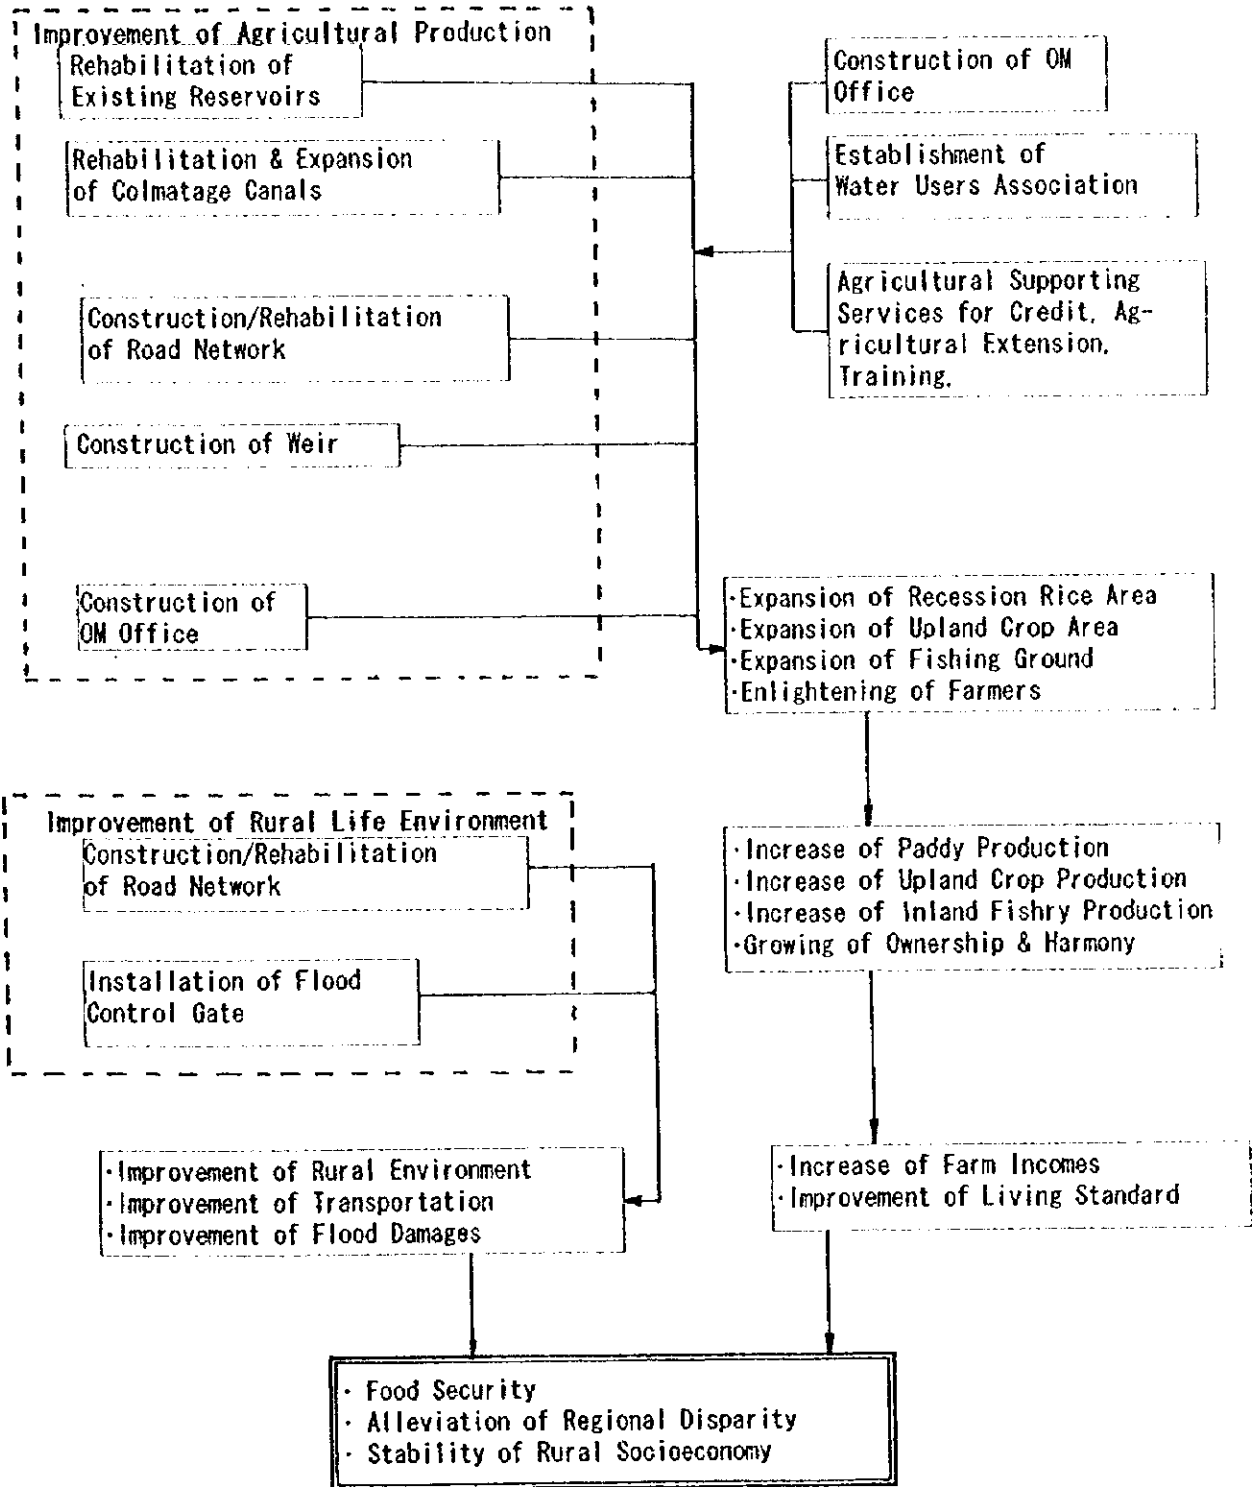 Improvement of Agricultural Production
Rehabilitation of
Existing Reservoirs
Rehabilitation & Expansion
of Colmatage Canals
Construction/Rehabilitation
of Road Network
Construction of Weir
Construction of
OM Office
Construction of OM
Office
Establishment of
Water Users Association
Agricultural Supporting
Services for Credit, Ag-
ricultural Extension,
Training.
·Expansion of Recession Rice Area
·Expansion of Upland Crop Area
·Expansion of Fishing Ground
·Enlightening of Farmers
Improvement of Rural Life Environment
Construction/Rehabilitation
of Road Network
Installation of Flood
Control Gate
·Increase of Paddy Production
·Increase of Upland Crop Production
·Increase of Inland Fishry Production
·Growing of Ownership & Harmony
·Improvement of Rural Environment
·Improvement of Transportation
·Improvement of Flood Damages
·Increase of Farm Incomes
·Improvement of Living Standard
· Food Security
· Alleviation of Regional Disparity
· Stability of Rural Socioeconomy